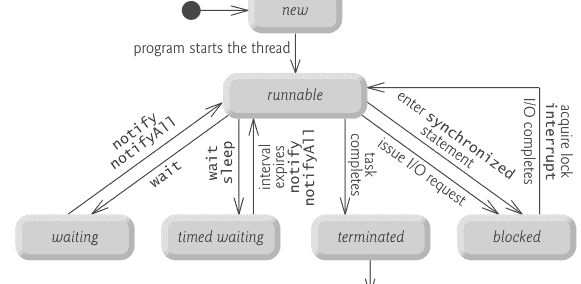 new
program starts the thread
runnable
notify
notifyAll
wait
wait
sleep
interval
expires
notify
notifyAll
task
completes
enter synchronized
statement
issue I/O request
I/O completes
interrupt
acquire lock
waiting
timed waiting
terminated
blocked